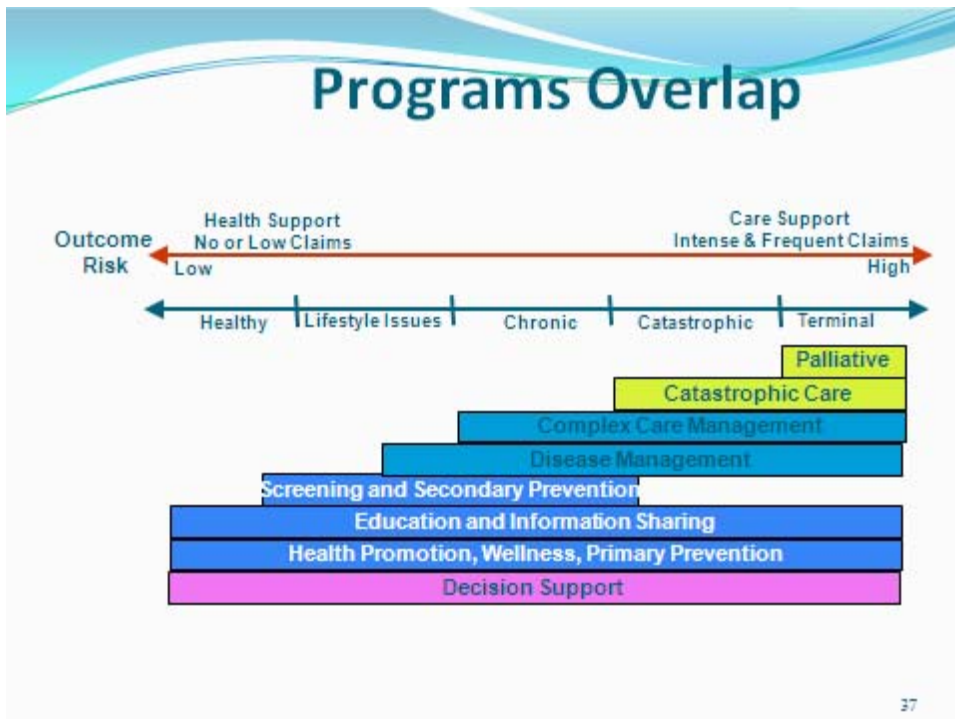 Programs Overlap
Health Support
No or Low Claims
Care Support
Intense & Frequent Claims
Outcome
Risk
Low
High
Healthy
Lifestyle Issues
Chronic
Catastrophic
Terminal
Palliative
Catastrophic Care
Complex Care Management
Disease Management
Screening and Secondary Prevention
Education and Information Sharing
Health Promotion, Wellness, Primary Prevention
Decision Support
37